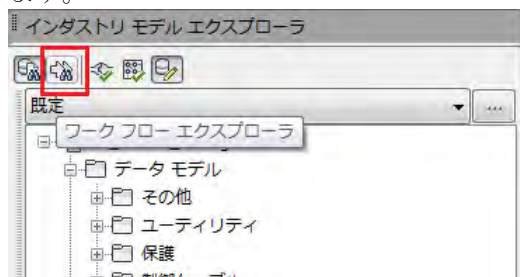 インダストリ モデル エクスプローラ
既定
...
ワーク フロー エクスプローラ
データ モデル
その他
ユーティリティ
保護